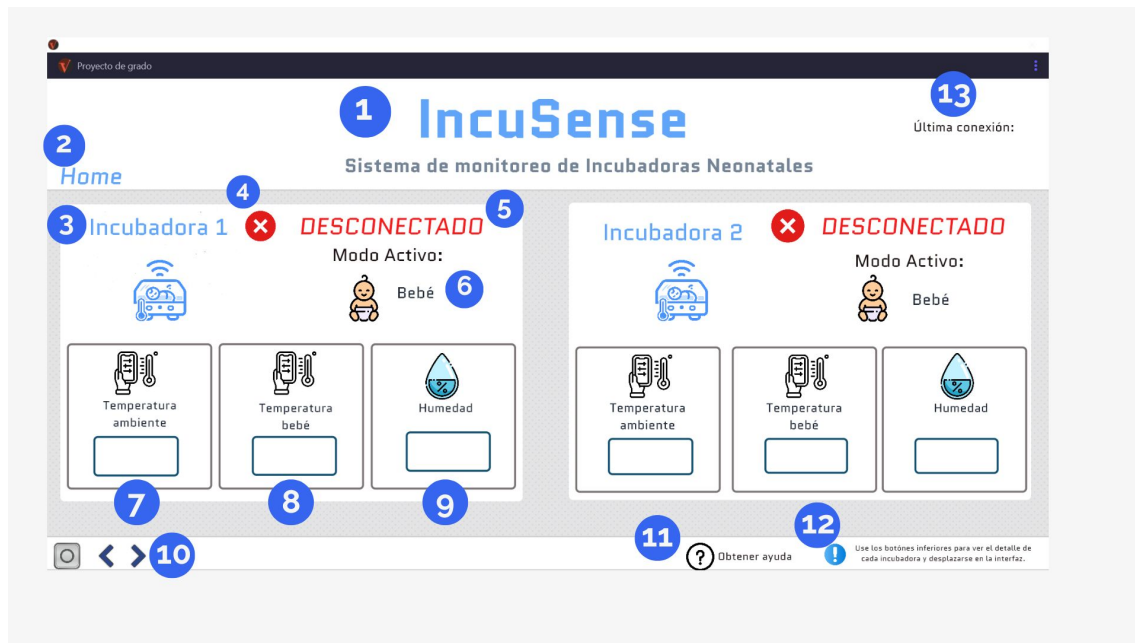 Proyecto de grado
1
IncuSense
13
Última conexión:
2
Home
Sistema de monitoreo de Incubadoras Neonatales
3
Incubadora 1
4
DESCONECTADO
5
Modo Activo:
Bebé
6
Temperatura
ambiente
7
Temperatura
bebé
8
Humedad
%
9
Incubadora 2
DESCONECTADO
Modo Activo:
Bebé
Temperatura
ambiente
Temperatura
bebé
Humedad
%
10
11
? Obtener ayuda
12
! Use los botónes inferiores para ver el detalle de
cada incubadora y desplazarse en la interfaz.